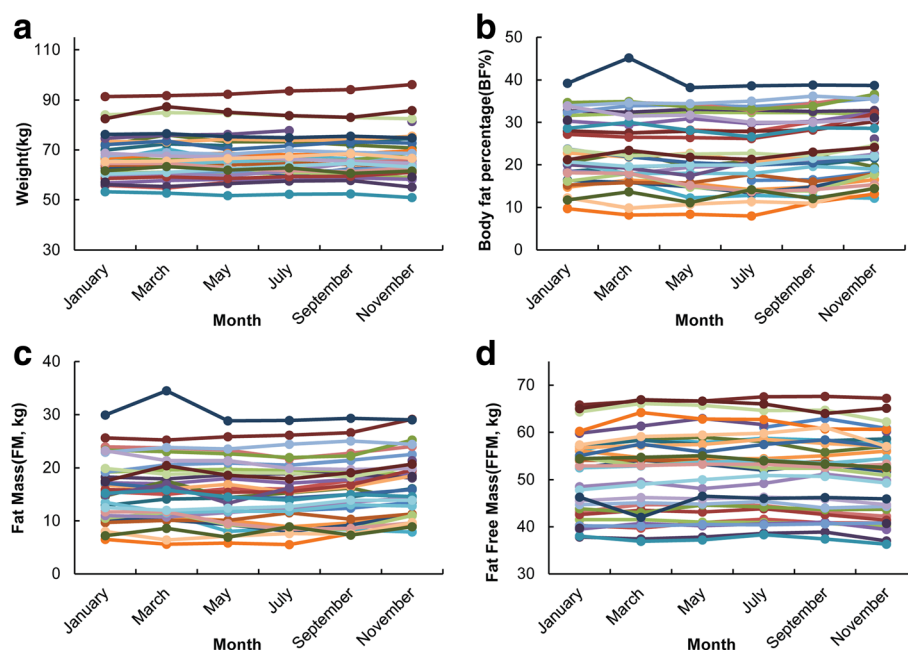 a
Weight(kg)
110
90
70
50
30
January
March
May
July
September
November
Month
b
Body fat percentage(BF%)
50
40
30
20
10
0
January
March
May
July
September
November
Month
c
Fat Mass(FM, kg)
40
30
20
10
0
January
March
May
July
September
November
Month
d
Fat Free Mass(FFM, kg)
70
60
50
40
30
January
March
May
July
September
November
Month